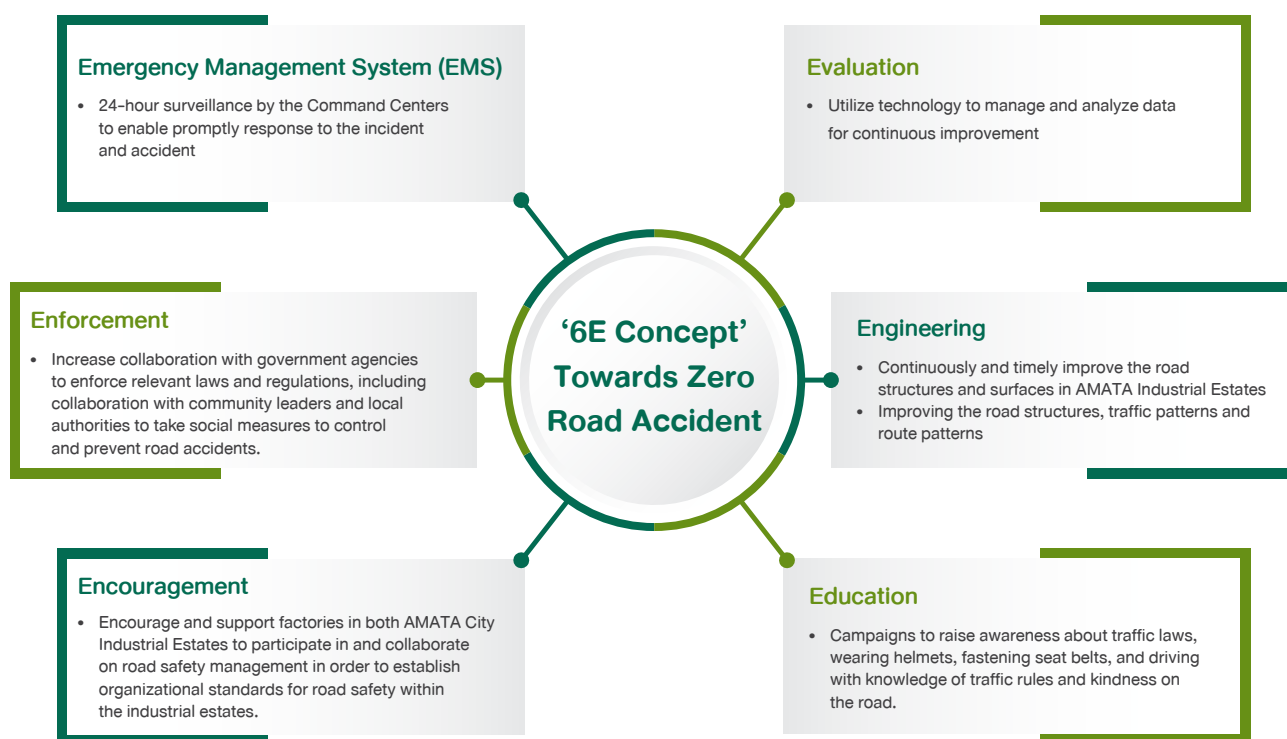 Emergency Management System (EMS)
• 24-hour surveillance by the Command Centers
to enable promptly response to the incident
and accident
Evaluation
• Utilize technology to manage and analyze data
for continuous improvement
Enforcement
• Increase collaboration with government agencies
to enforce relevant laws and regulations, including
collaboration with community leaders and local
authorities to take social measures to control
and prevent road accidents.
‘6E Concept’
Towards Zero
Road Accident
Engineering
• Continuously and timely improve the road
structures and surfaces in AMATA Industrial Estates
• Improving the road structures, traffic patterns and
route patterns
Encouragement
• Encourage and support factories in both AMATA City
Industrial Estates to participate in and collaborate
on road safety management in order to establish
organizational standards for road safety within
the industrial estates.
Education
• Campaigns to raise awareness about traffic laws,
wearing helmets, fastening seat belts, and driving
with knowledge of traffic rules and kindness on
the road.